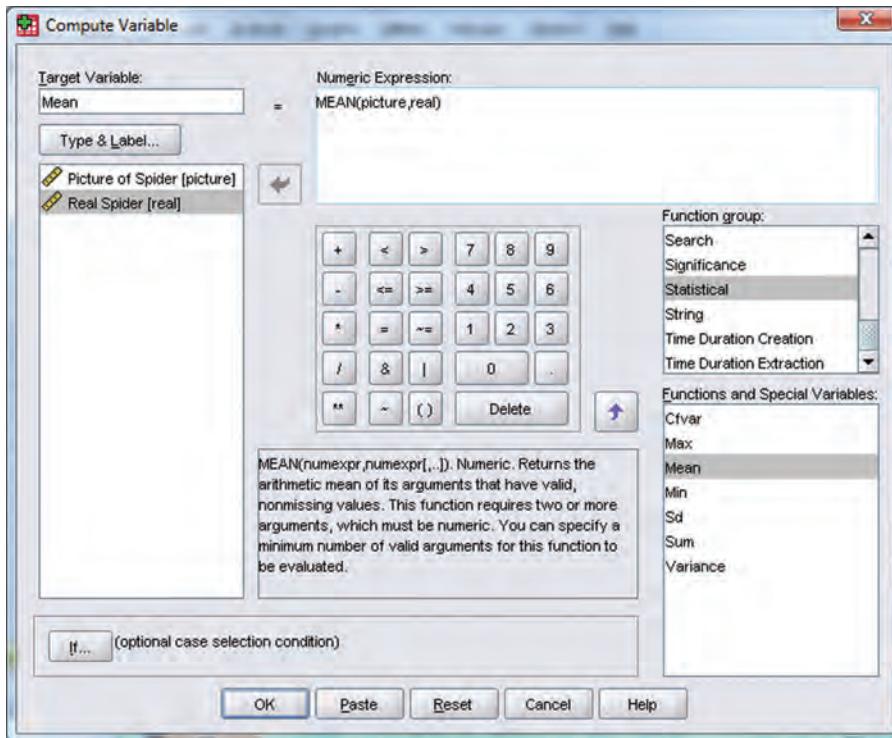 Compute Variable
Target Variable:
Mean
=
Numeric Expression:
MEAN(picture,real)
Type & Label...
Picture of Spider [picture]
Real Spider [real]
+ < > 7 8 9
- <= >= 4 5 6
* = ~= 1 2 3
/ & | 0 .
** ~ ( ) Delete
Function group:
Search
Significance
Statistical
String
Time Duration Creation
Time Duration Extraction
Functions and Special Variables:
Cfvar
Max
Mean
Min
Sd
Sum
Variance
MEAN(numexpr,numexpr[,..]). Numeric. Returns the
arithmetic mean of its arguments that have valid,
nonmissing values. This function requires two or more
arguments, which must be numeric. You can specify a
minimum number of valid arguments for this function to
be evaluated.
If... (optional case selection condition)
OK Paste Reset Cancel Help